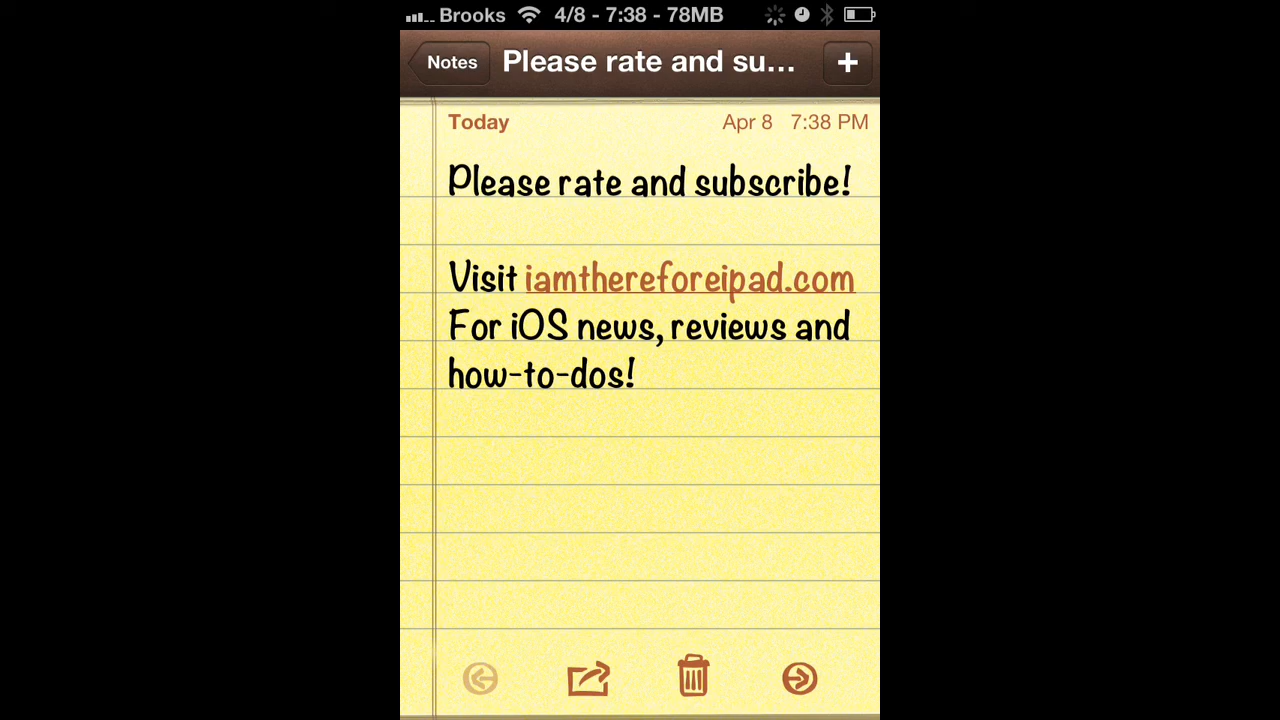 Brooks 4/8 - 7:38 - 78MB
Notes Please rate and su... +
Today Apr 8 7:38 PM
Please rate and subscribe!
Visit iamthereforeipad.com
For iOS news, reviews and
how-to-dos!